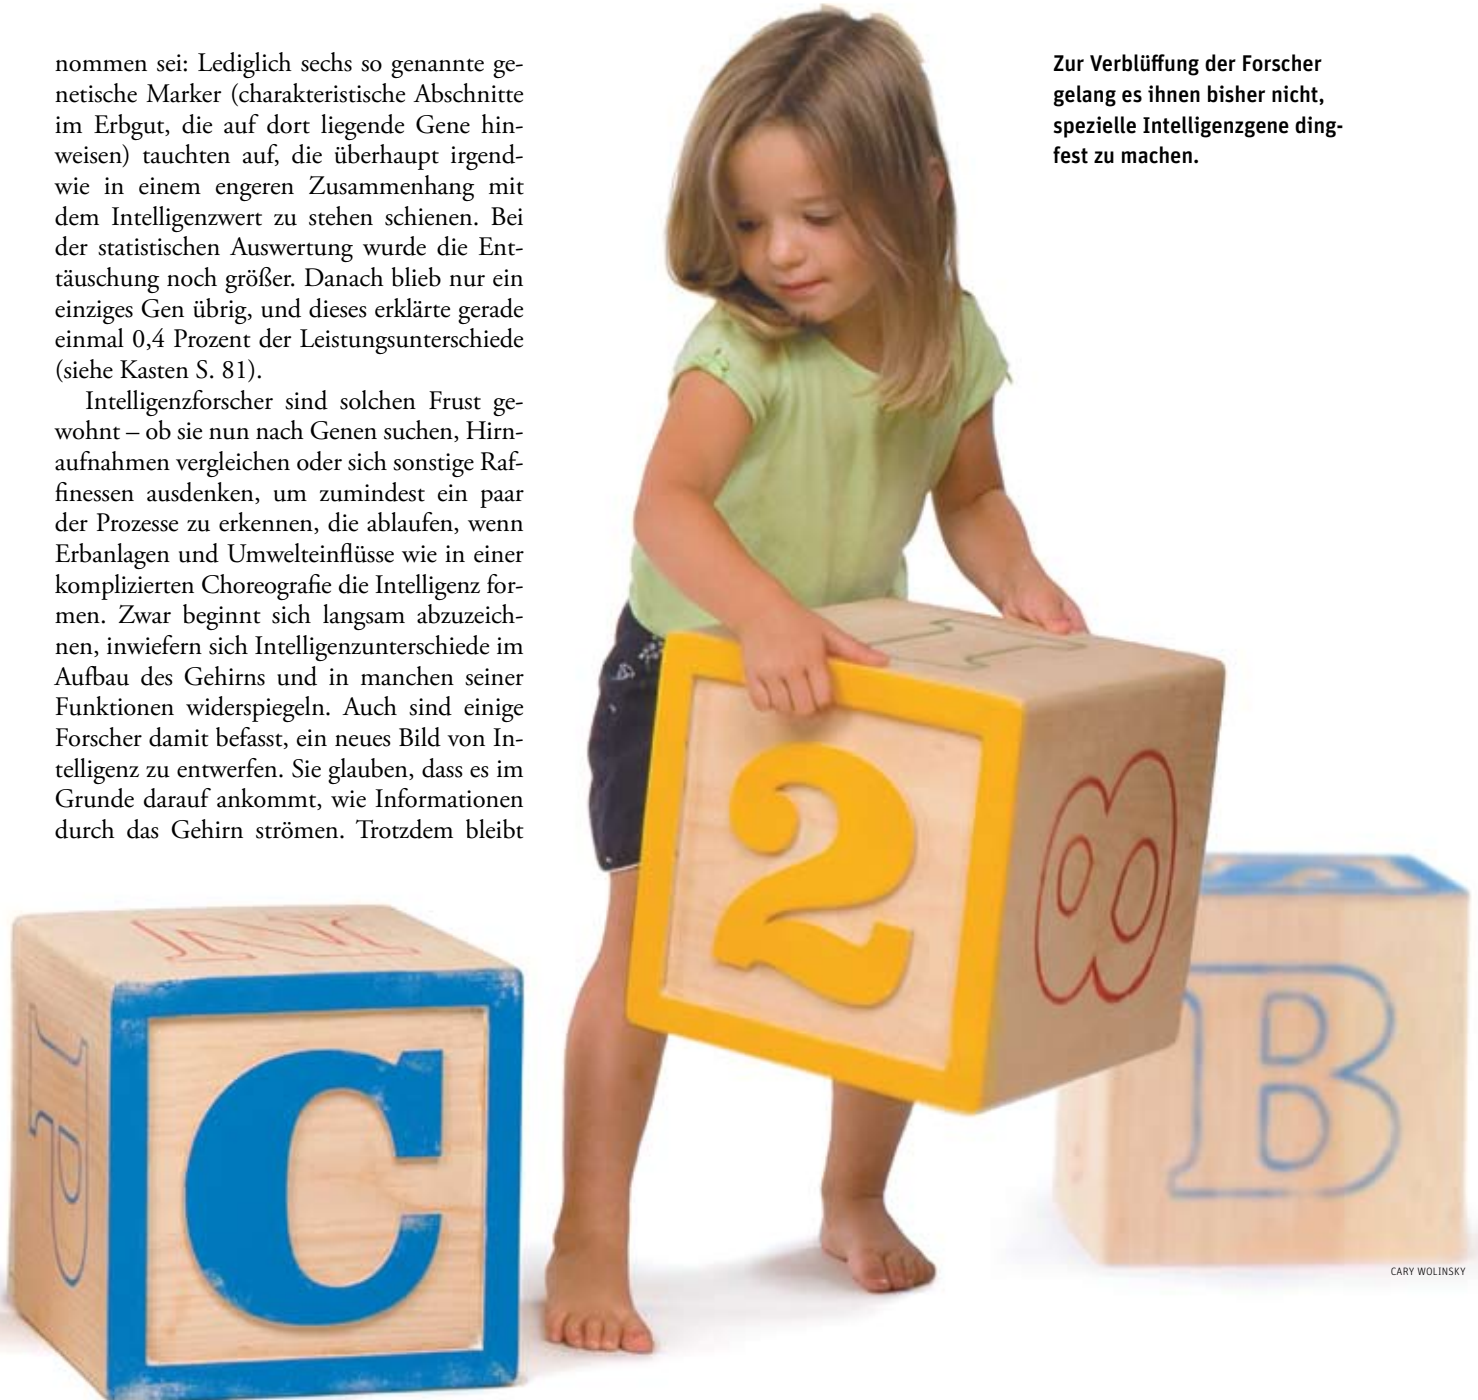 nommen sei: Lediglich sechs so genannte ge-
netische Marker (charakteristische Abschnitte
im Erbgut, die auf dort liegende Gene hin-
weisen) tauchten auf, die überhaupt irgend-
wie in einem engeren Zusammenhang mit
dem Intelligenzwert zu stehen schienen. Bei
der statistischen Auswertung wurde die Ent-
täuschung noch größer. Danach blieb nur ein
einziges Gen übrig, und dieses erklärte gerade
einmal 0,4 Prozent der Leistungsunterschiede
(siehe Kasten S. 81).
Intelligenzforscher sind solchen Frust ge-
wohnt – ob sie nun nach Genen suchen, Hirn-
aufnahmen vergleichen oder sich sonstige Raf-
finessen ausdenken, um zumindest ein paar
der Prozesse zu erkennen, die ablaufen, wenn
Erbanlagen und Umwelteinflüsse wie in einer
komplizierten Choreografie die Intelligenz for-
men. Zwar beginnt sich langsam abzuzeich-
nen, inwiefern sich Intelligenzunterschiede im
Aufbau des Gehirns und in manchen seiner
Funktionen widerspiegeln. Auch sind einige
Forscher damit befasst, ein neues Bild von In-
telligenz zu entwerfen. Sie glauben, dass es im
Grunde darauf ankommt, wie Informationen
durch das Gehirn strömen. Trotzdem bleibt
Zur Verblüffung der Forscher
gelang es ihnen bisher nicht,
spezielle Intelligenzgene ding-
fest zu machen.
I
2
8
N
P
C
B
CARY WOLINSKY